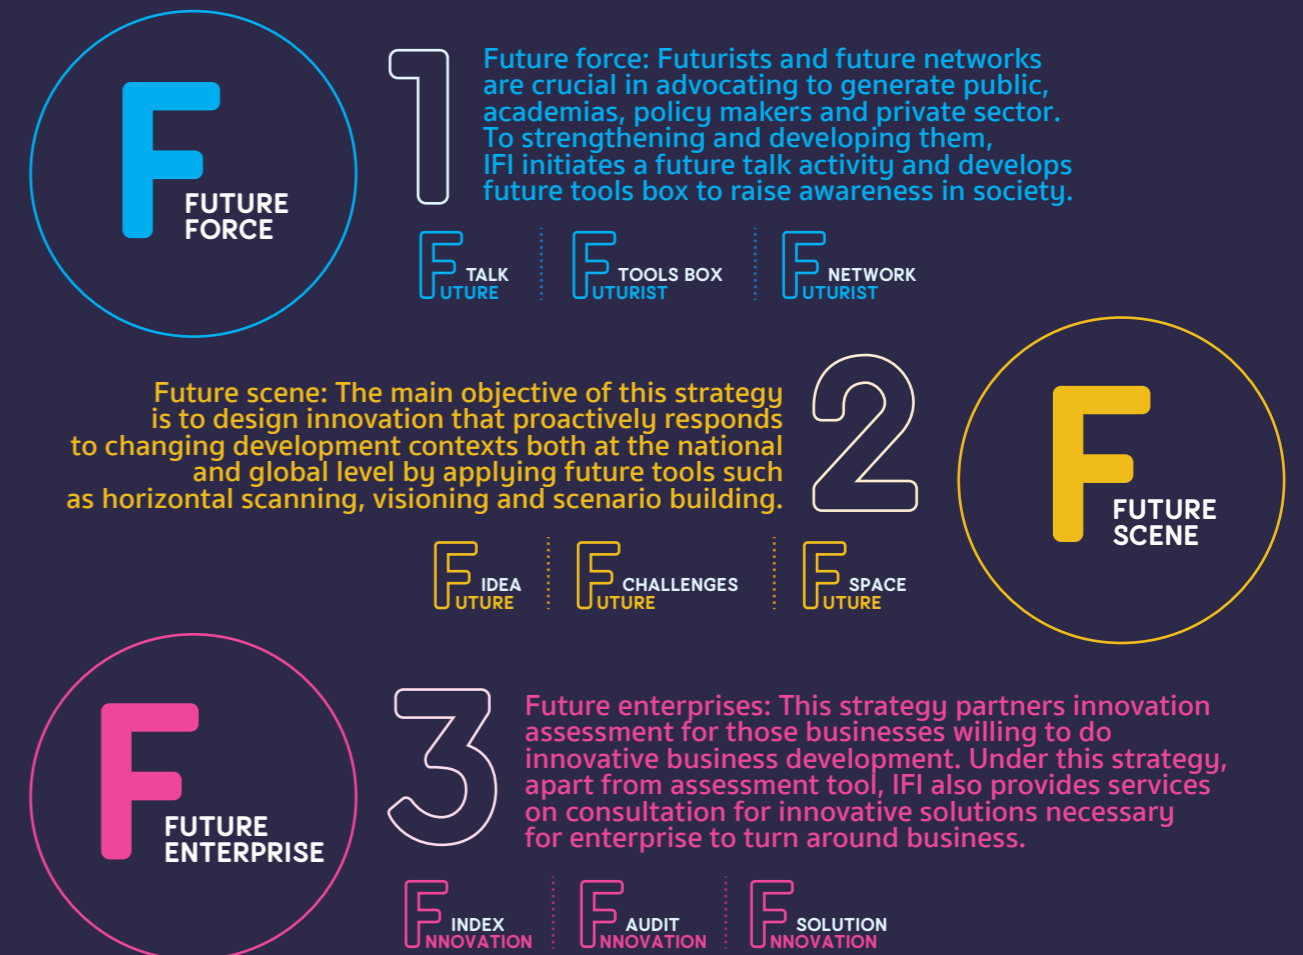 F
FUTURE
FORCE
1
Future force: Futurists and future networks
are crucial in advocating to generate public,
academias, policy makers and private sector.
To strengthening and developing them,
IFI initiates a future talk activity and develops
future tools box to raise awareness in society.
F TALK
UTURE
F TOOLS BOX
UTURIST
F NETWORK
UTURIST
Future scene: The main objective of this strategy
is to design innovation that proactively responds
to changing development contexts both at the national
and global level by applying future tools such
as horizontal scanning, visioning and scenario building.
2
F
FUTURE
SCENE
F IDEA
UTURE
F CHALLENGES
UTURE
F SPACE
UTURE
F
FUTURE
ENTERPRISE
3
Future enterprises: This strategy partners innovation
assessment for those businesses willing to do
innovative business development. Under this strategy,
apart from assessment tool, IFI also provides services
on consultation for innovative solutions necessary
for enterprise to turn around business.
F INDEX
NNOVATION
F AUDIT
NNOVATION
F SOLUTION
NNOVATION